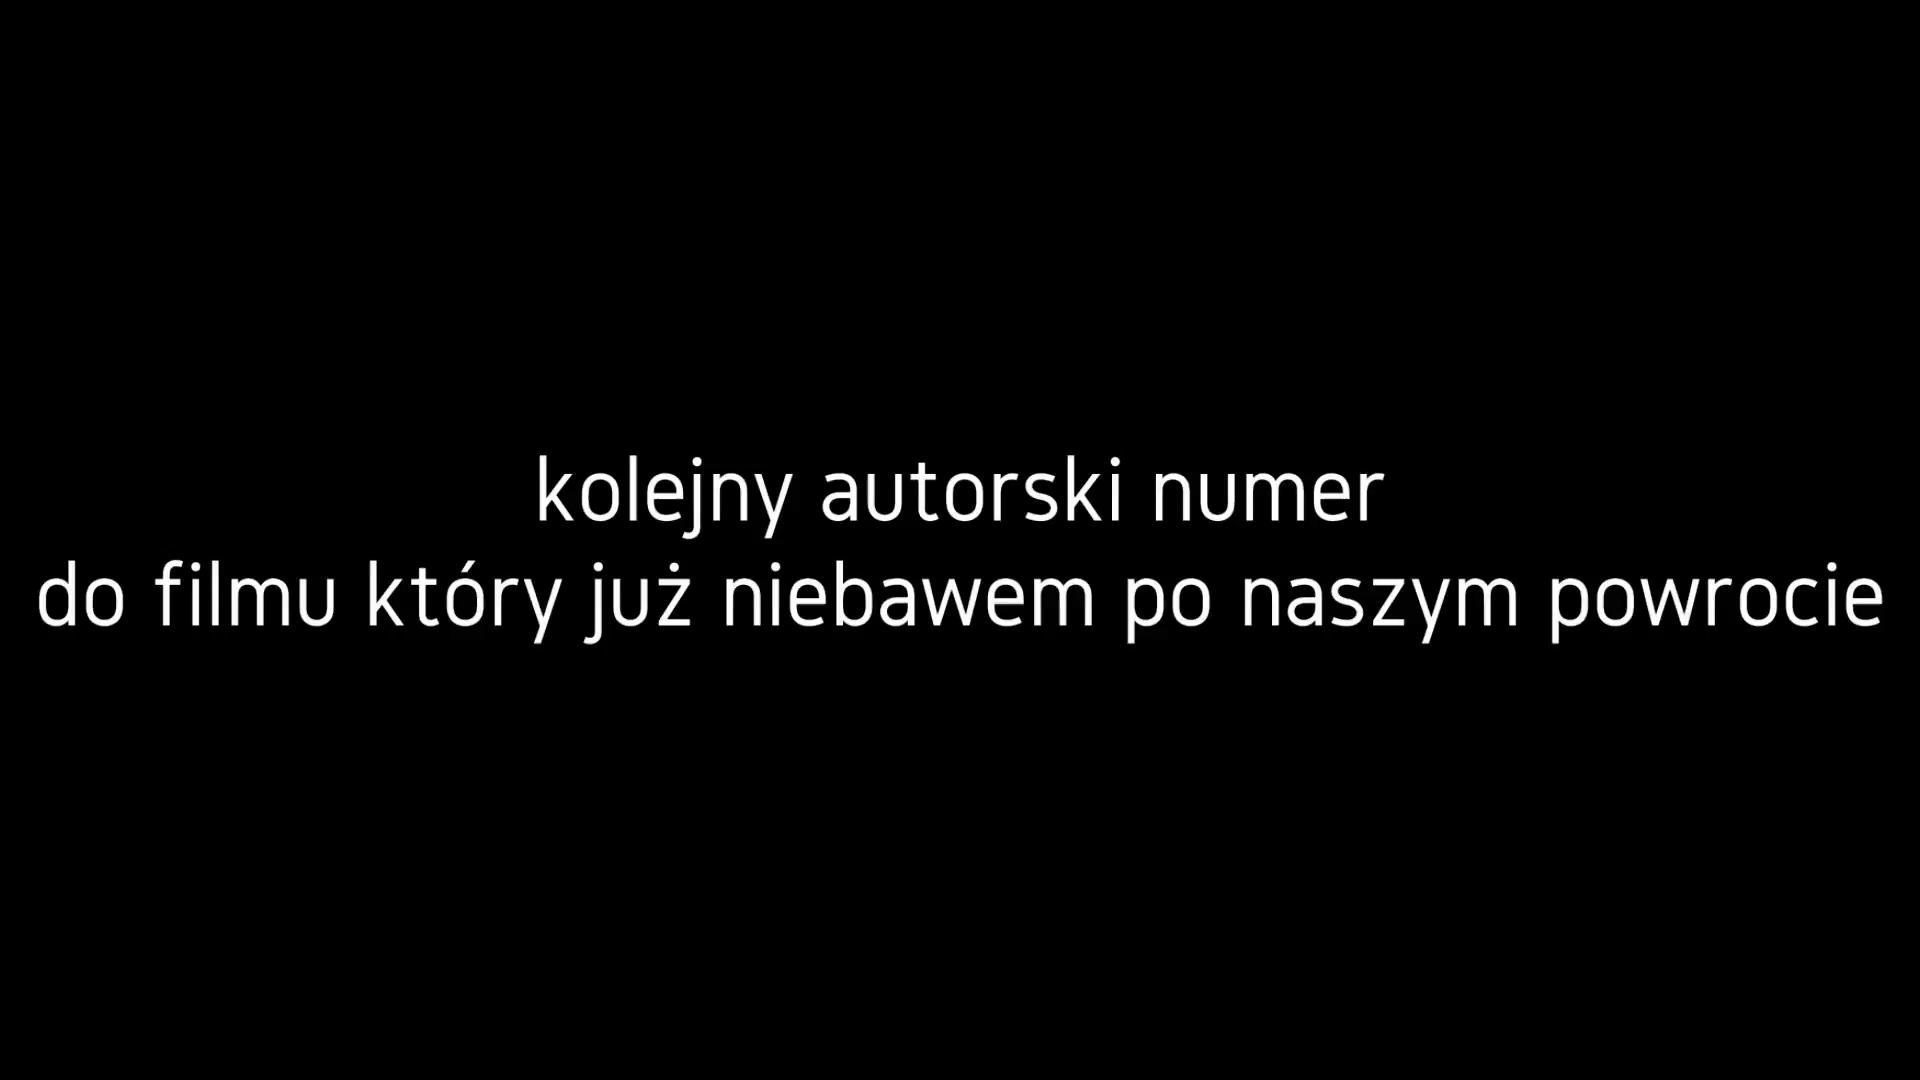 kolejny autorski numer
do filmu który już niebawem po naszym powrocie